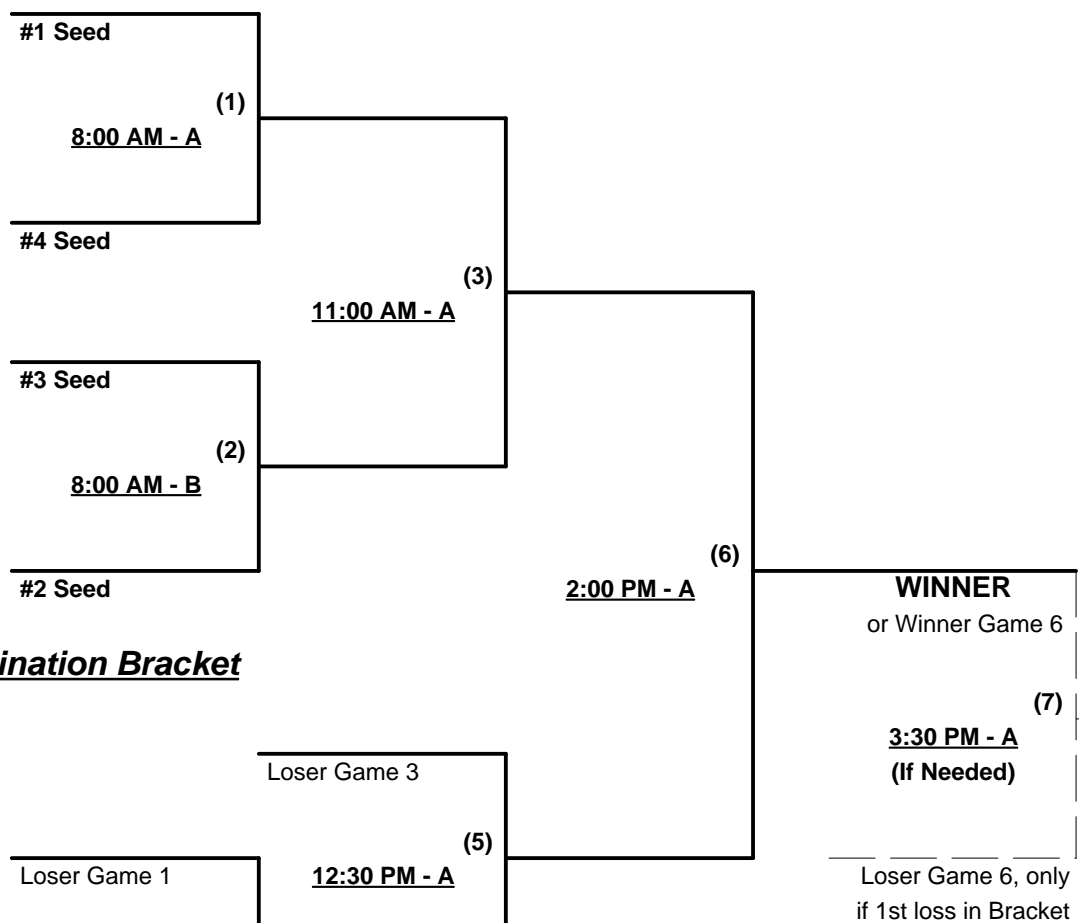 #1 Seed
(1)
8:00 AM - A
#4 Seed
(3)
11:00 AM - A
#3 Seed
(2)
8:00 AM - B
#2 Seed
(6)
2:00 PM - A
WINNER
or Winner Game 6
ination Bracket
(7)
3:30 PM - A
(If Needed)
Loser Game 3
(5)
12:30 PM - A
Loser Game 1
Loser Game 6, only
if 1st loss in Bracket